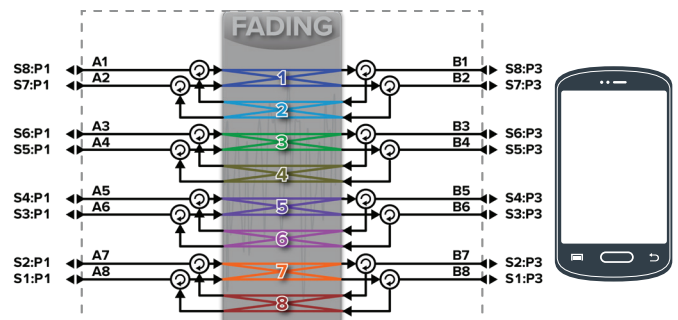 FADING
S8:P1 A1 B1 S8:P3
S7:P1 A2 1 B2 S7:P3
2
S6:P1 A3 B3 S6:P3
S5:P1 A4 3 B4 S5:P3
4
S4:P1 A5 B5 S4:P3
S3:P1 A6 5 B6 S3:P3
6
S2:P1 A7 B7 S2:P3
S1:P1 A8 7 B8 S1:P3
8